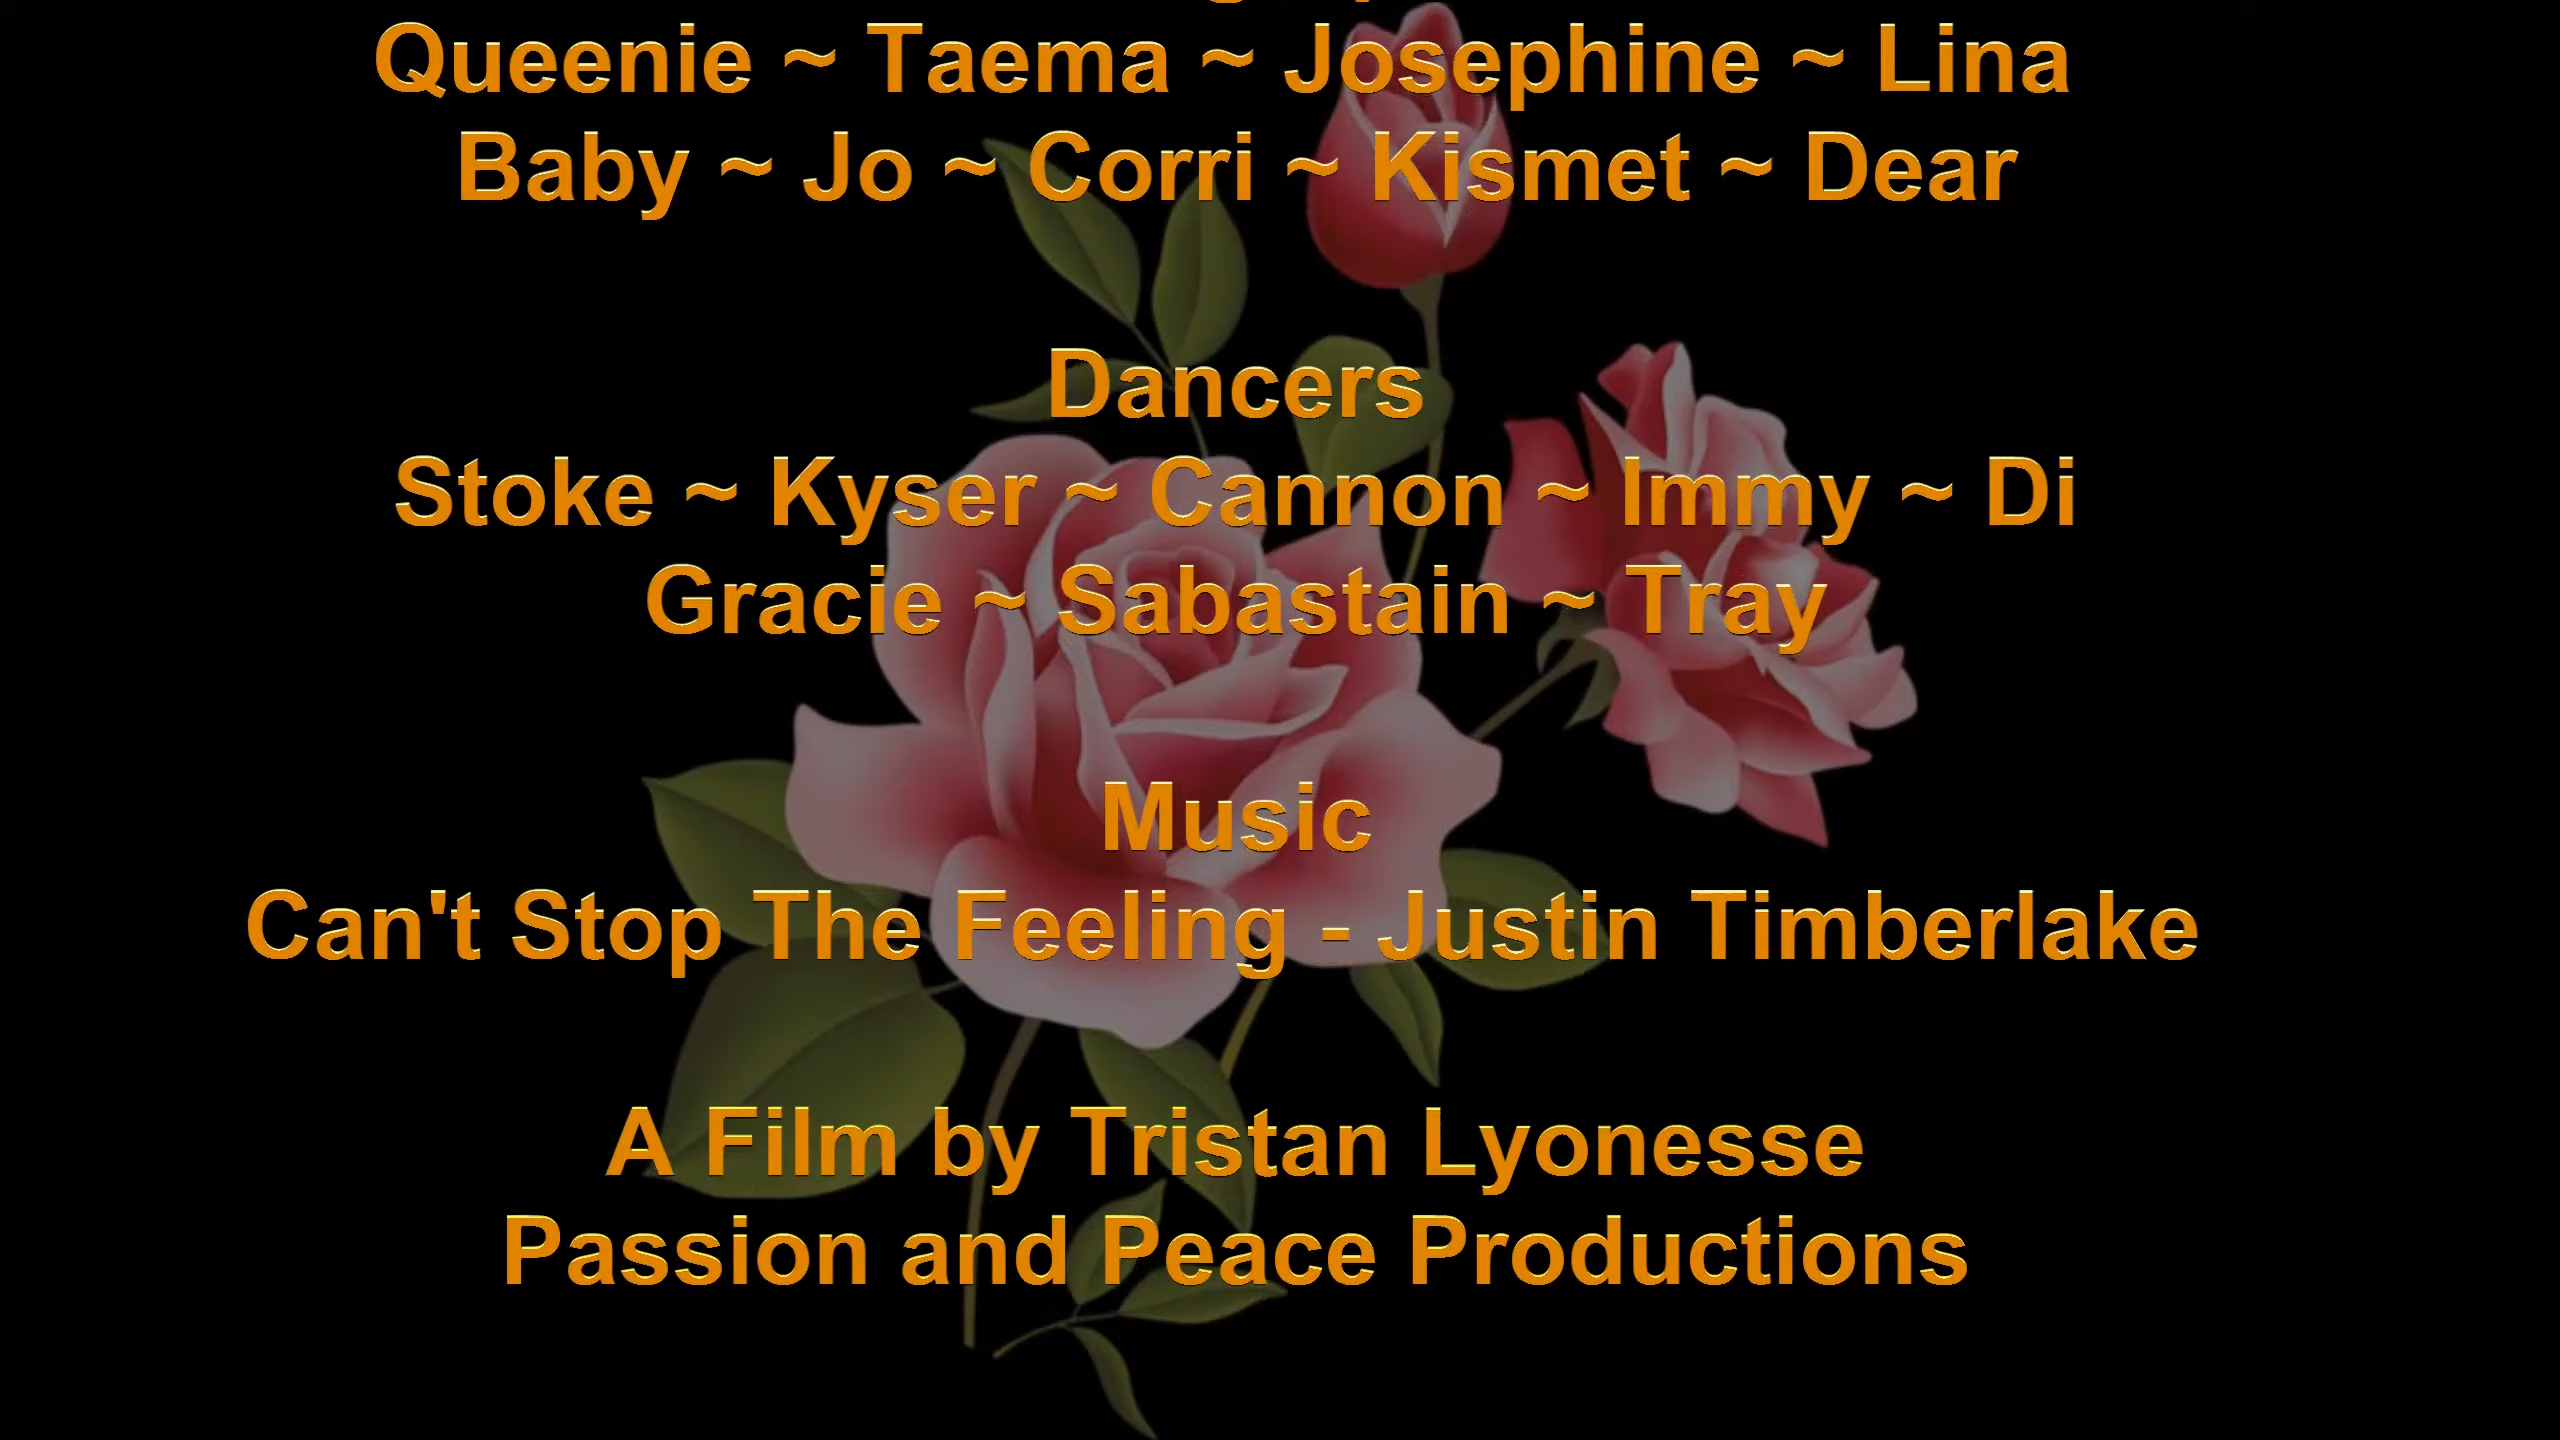 Queenie ~ Taema ~ Josephine ~ Lina
Baby ~ Jo ~ Corri ~ Kismet ~ Dear
Dancers
Stoke ~ Kyser ~ Cannon ~ Immy ~ Di
Gracie ~ Sabastain ~ Tray
Music
Can't Stop The Feeling - Justin Timberlake
A Film by Tristan Lyonesse
Passion and Peace Productions